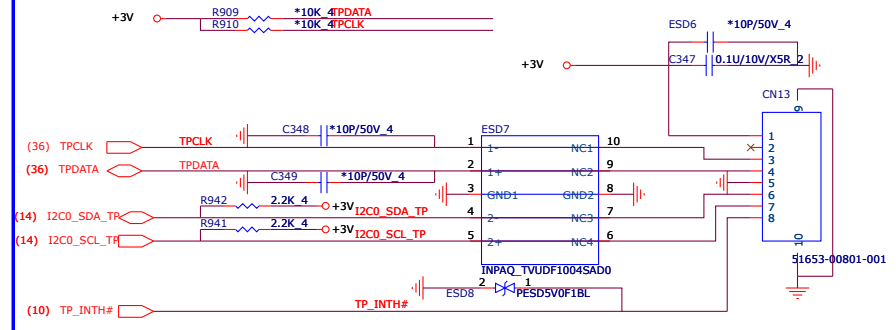 +3V
R909 *10K_4 TPDATA
R910 *10K_4 TPCLK
ESD6 *10P/50V_4
+3V
C347 0.1U/10V/X5R_2
CN13
9
C348 *10P/50V_4
ESD7
(36) TPCLK TPCLK 1 1- NC1 10
(36) TPDATA TPDATA 2 1+ NC2 9
C349 *10P/50V_4
3 GND1 GND2 8
R942 2.2K_4 +3V
(14) I2C0_SDA_TP I2C0_SDA_TP 4 2- NC3 7
R941 2.2K_4 +3V
(14) I2C0_SCL_TP I2C0_SCL_TP 5 2+ NC4 6
1
2
3
4
5
6
7
8
10
51653-00801-001
INPAQ_TVUDF1004SAD0
ESD8 2 1 PESD5V0F1BL
(10) TP_INTH# TP_INTH#